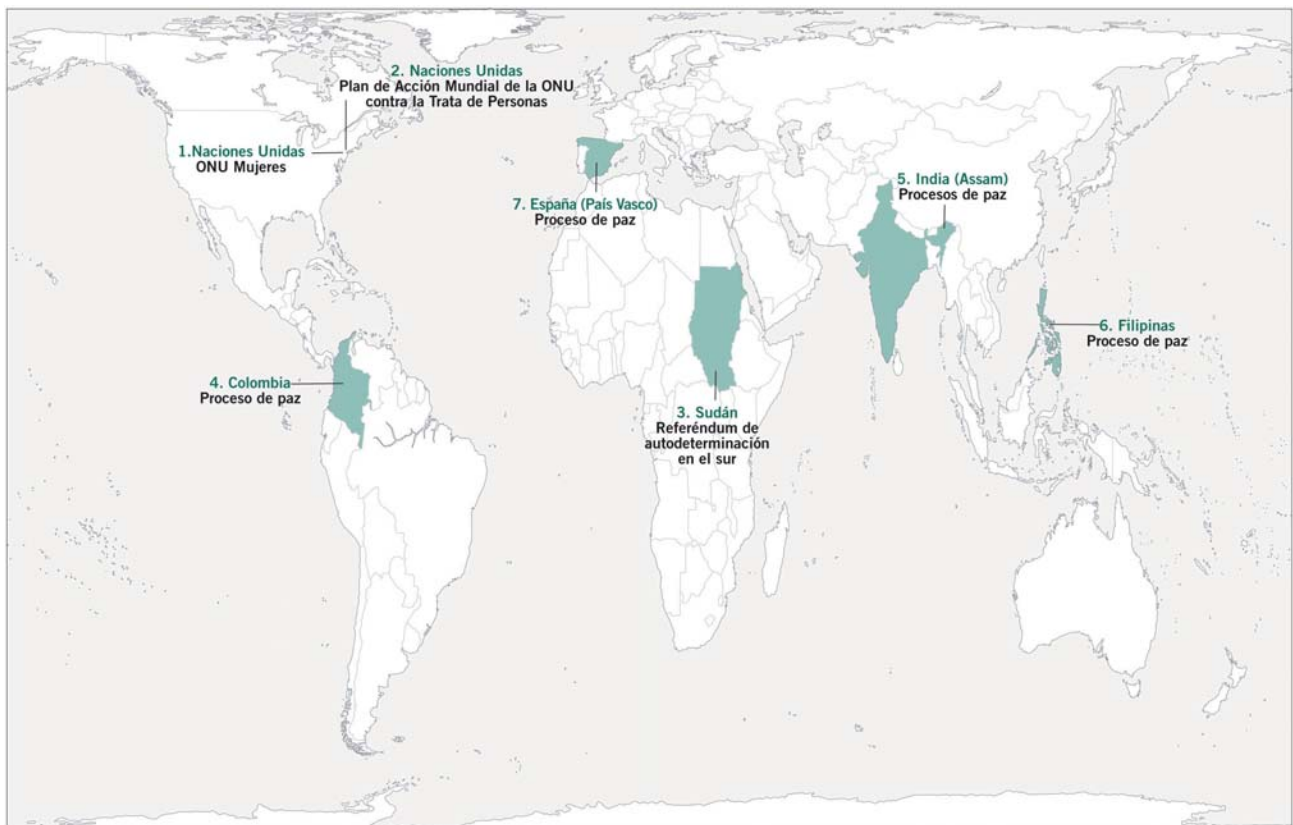 1.Naciones Unidas
ONU Mujeres
2. Naciones Unidas
Plan de Acción Mundial de la ONU
contra la Trata de Personas
3. Sudán
Referéndum de
autodeterminación
en el sur
4. Colombia
Proceso de paz
5. India (Assam)
Procesos de paz
6. Filipinas
Proceso de paz
7. España (País Vasco)
Proceso de paz